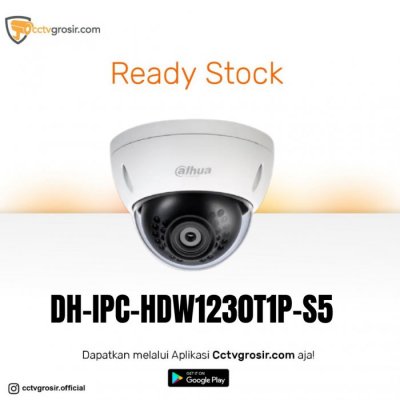 cctvgrosir.com
Ready Stock
alhua
DH-IPC-HDW1230T1P-S5
Dapatkan melalui Aplikasi Cctvgrosir.com aja!
GET IT ON
Google Play
cctvgrosir.official